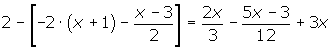 2 − [−2 · (x + 1) − (x − 3)/2] = 2x/3 − (5x − 3)/12 + 3x